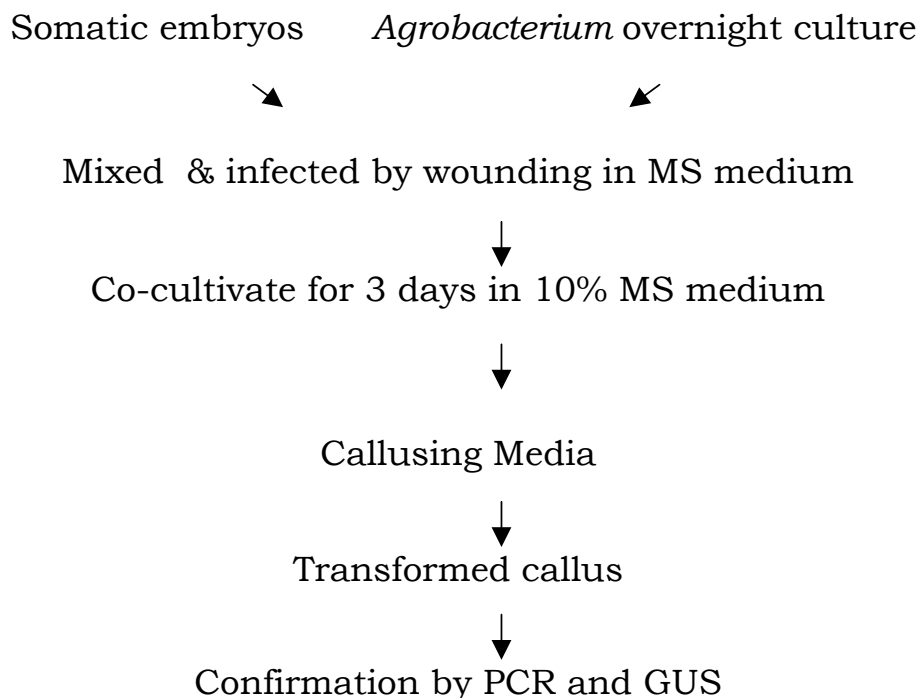 Somatic embryos Agrobacterium overnight culture
Mixed & infected by wounding in MS medium
Co-cultivate for 3 days in 10% MS medium
Callusing Media
Transformed callus
Confirmation by PCR and GUS